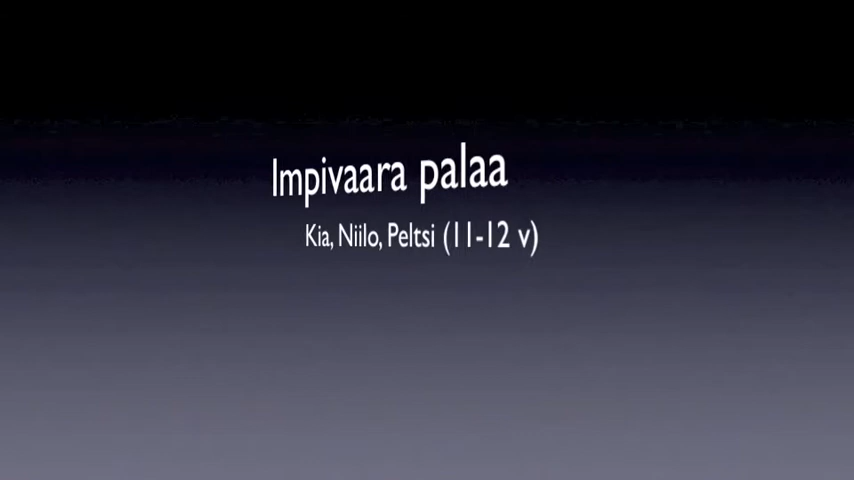 Impivaara palaa
Kia, Niilo, Peltsi (11-12 v)